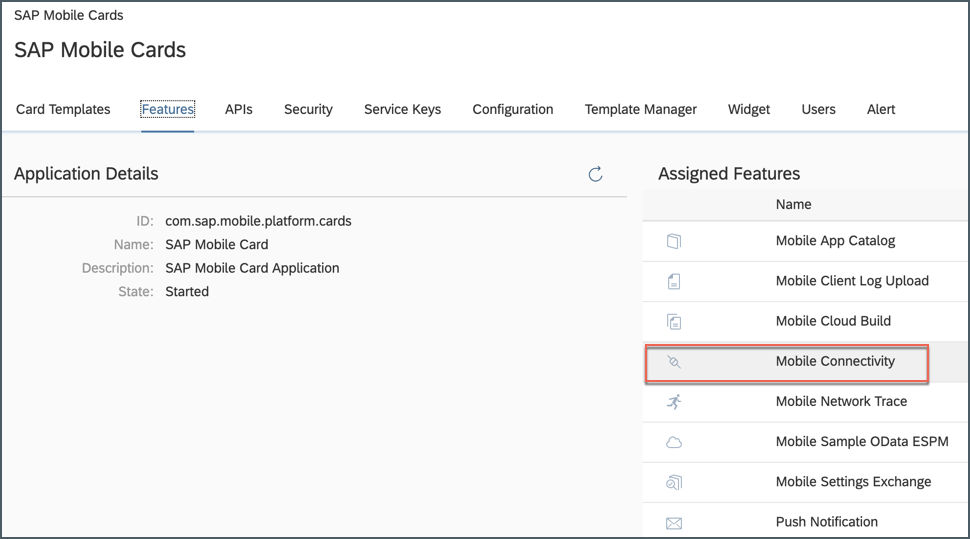 SAP Mobile Cards
SAP Mobile Cards
Card Templates Features APIs Security Service Keys Configuration Template Manager Widget Users Alert
Application Details
ID: com.sap.mobile.platform.cards
Name: SAP Mobile Card
Description: SAP Mobile Card Application
State: Started
Assigned Features
Name
Mobile App Catalog
Mobile Client Log Upload
Mobile Cloud Build
Mobile Connectivity
Mobile Network Trace
Mobile Sample OData ESPM
Mobile Settings Exchange
Push Notification